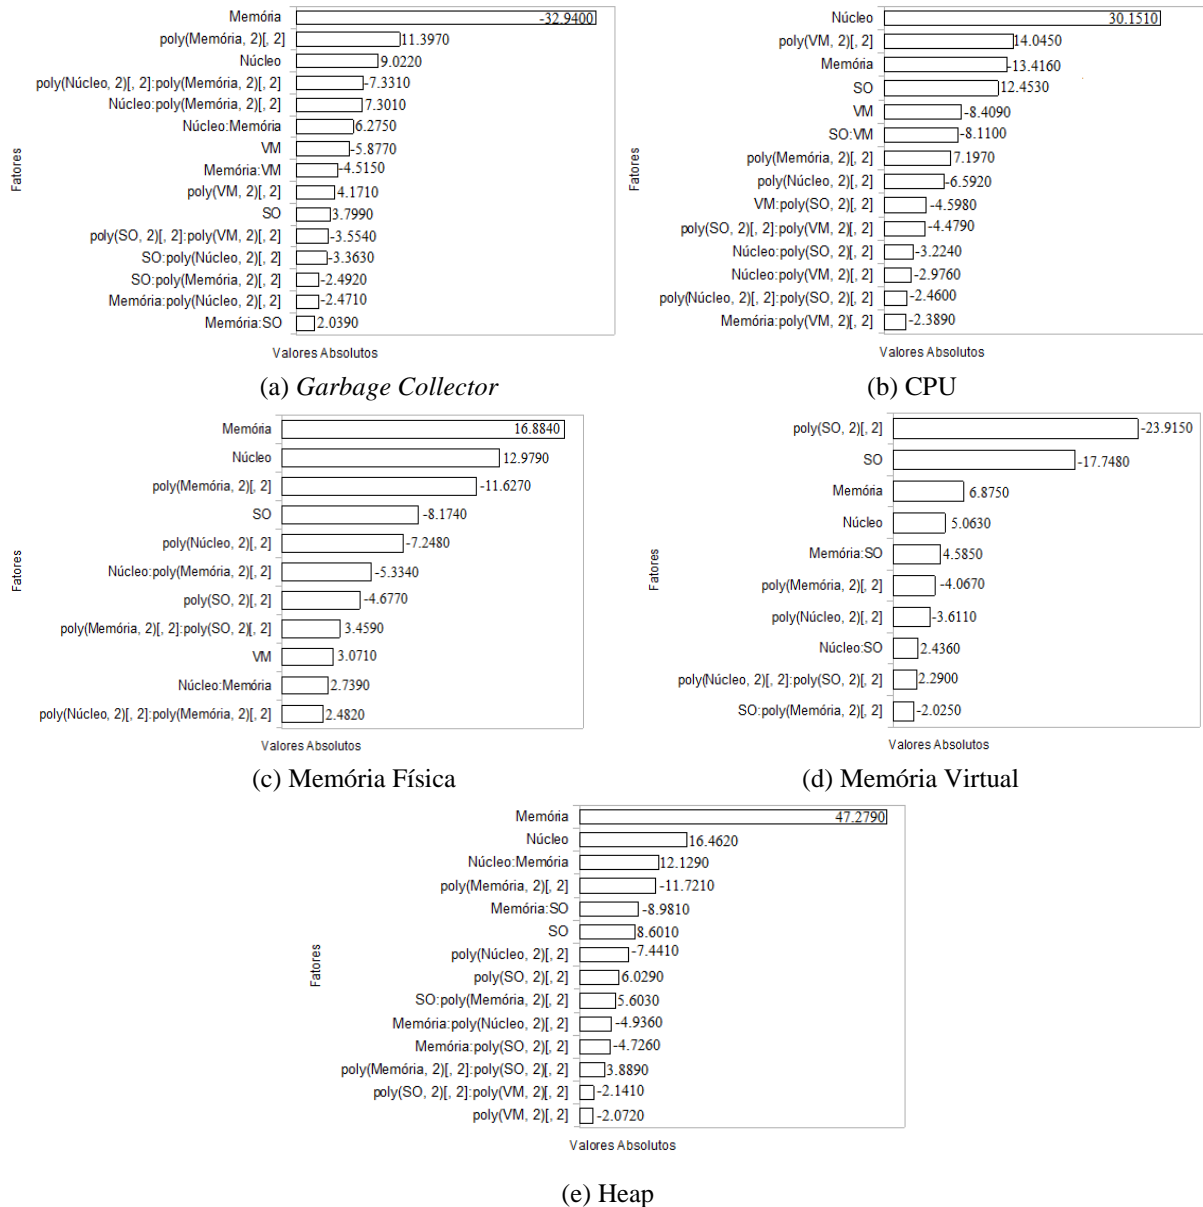 Fatores
Memória -32.9400
poly(Memória, 2)[, 2] 11.3970
Núcleo 9.0220
poly(Núcleo, 2)[, 2]:poly(Memória, 2)[, 2] -7.3310
Núcleo:poly(Memória, 2)[, 2] 7.3010
Núcleo:Memória 6.2750
VM -5.8770
Memória:VM -4.5150
poly(VM, 2)[, 2] 4.1710
SO 3.7990
poly(SO, 2)[, 2]:poly(VM, 2)[, 2] -3.5540
SO:poly(Núcleo, 2)[, 2] -3.3630
SO:poly(Memória, 2)[, 2] -2.4920
Memória:poly(Núcleo, 2)[, 2] -2.4710
Memória:SO 2.0390
Valores Absolutos
(a) Garbage Collector
Fatores
Núcleo 30.1510
poly(VM, 2)[, 2] 14.0450
Memória -13.4160
SO 12.4530
VM -8.4090
SO:VM -8.1100
poly(Memória, 2)[, 2] 7.1970
poly(Núcleo, 2)[, 2] -6.5920
VM:poly(SO, 2)[, 2] -4.5980
poly(SO, 2)[, 2]:poly(VM, 2)[, 2] -4.4790
Núcleo:poly(SO, 2)[, 2] -3.2240
Núcleo:poly(VM, 2)[, 2] -2.9760
poly(Núcleo, 2)[, 2]:poly(SO, 2)[, 2] -2.4600
Memória:poly(VM, 2)[, 2] -2.3890
Valores Absolutos
(b) CPU
Fatores
Memória 16.8840
Núcleo 12.9790
poly(Memória, 2)[, 2] -11.6270
SO -8.1740
poly(Núcleo, 2)[, 2] -7.2480
Núcleo:poly(Memória, 2)[, 2] -5.3340
poly(SO, 2)[, 2] -4.6770
poly(Memória, 2)[, 2]:poly(SO, 2)[, 2] 3.4590
VM 3.0710
Núcleo:Memória 2.7390
poly(Núcleo, 2)[, 2]:poly(Memória, 2)[, 2] 2.4820
Valores Absolutos
(c) Memória Física
Fatores
poly(SO, 2)[, 2] -23.9150
SO -17.7480
Memória 6.8750
Núcleo 5.0630
Memória:SO 4.5850
poly(Memória, 2)[, 2] -4.0670
poly(Núcleo, 2)[, 2] -3.6110
Núcleo:SO 2.4360
poly(Núcleo, 2)[, 2]:poly(SO, 2)[, 2] 2.2900
SO:poly(Memória, 2)[, 2] -2.0250
Valores Absolutos
(d) Memória Virtual
Fatores
Memória 47.2790
Núcleo 16.4620
Núcleo:Memória 12.1290
poly(Memória, 2)[, 2] -11.7210
Memória:SO -8.9810
SO 8.6010
poly(Núcleo, 2)[, 2] -7.4410
poly(SO, 2)[, 2] 6.0290
SO:poly(Memória, 2)[, 2] 5.6030
Memória:poly(Núcleo, 2)[, 2] -4.9360
Memória:poly(SO, 2)[, 2] -4.7260
poly(Memória, 2)[, 2]:poly(SO, 2)[, 2] 3.8890
poly(SO, 2)[, 2]:poly(VM, 2)[, 2] -2.1410
poly(VM, 2)[, 2] -2.0720
Valores Absolutos
(e) Heap